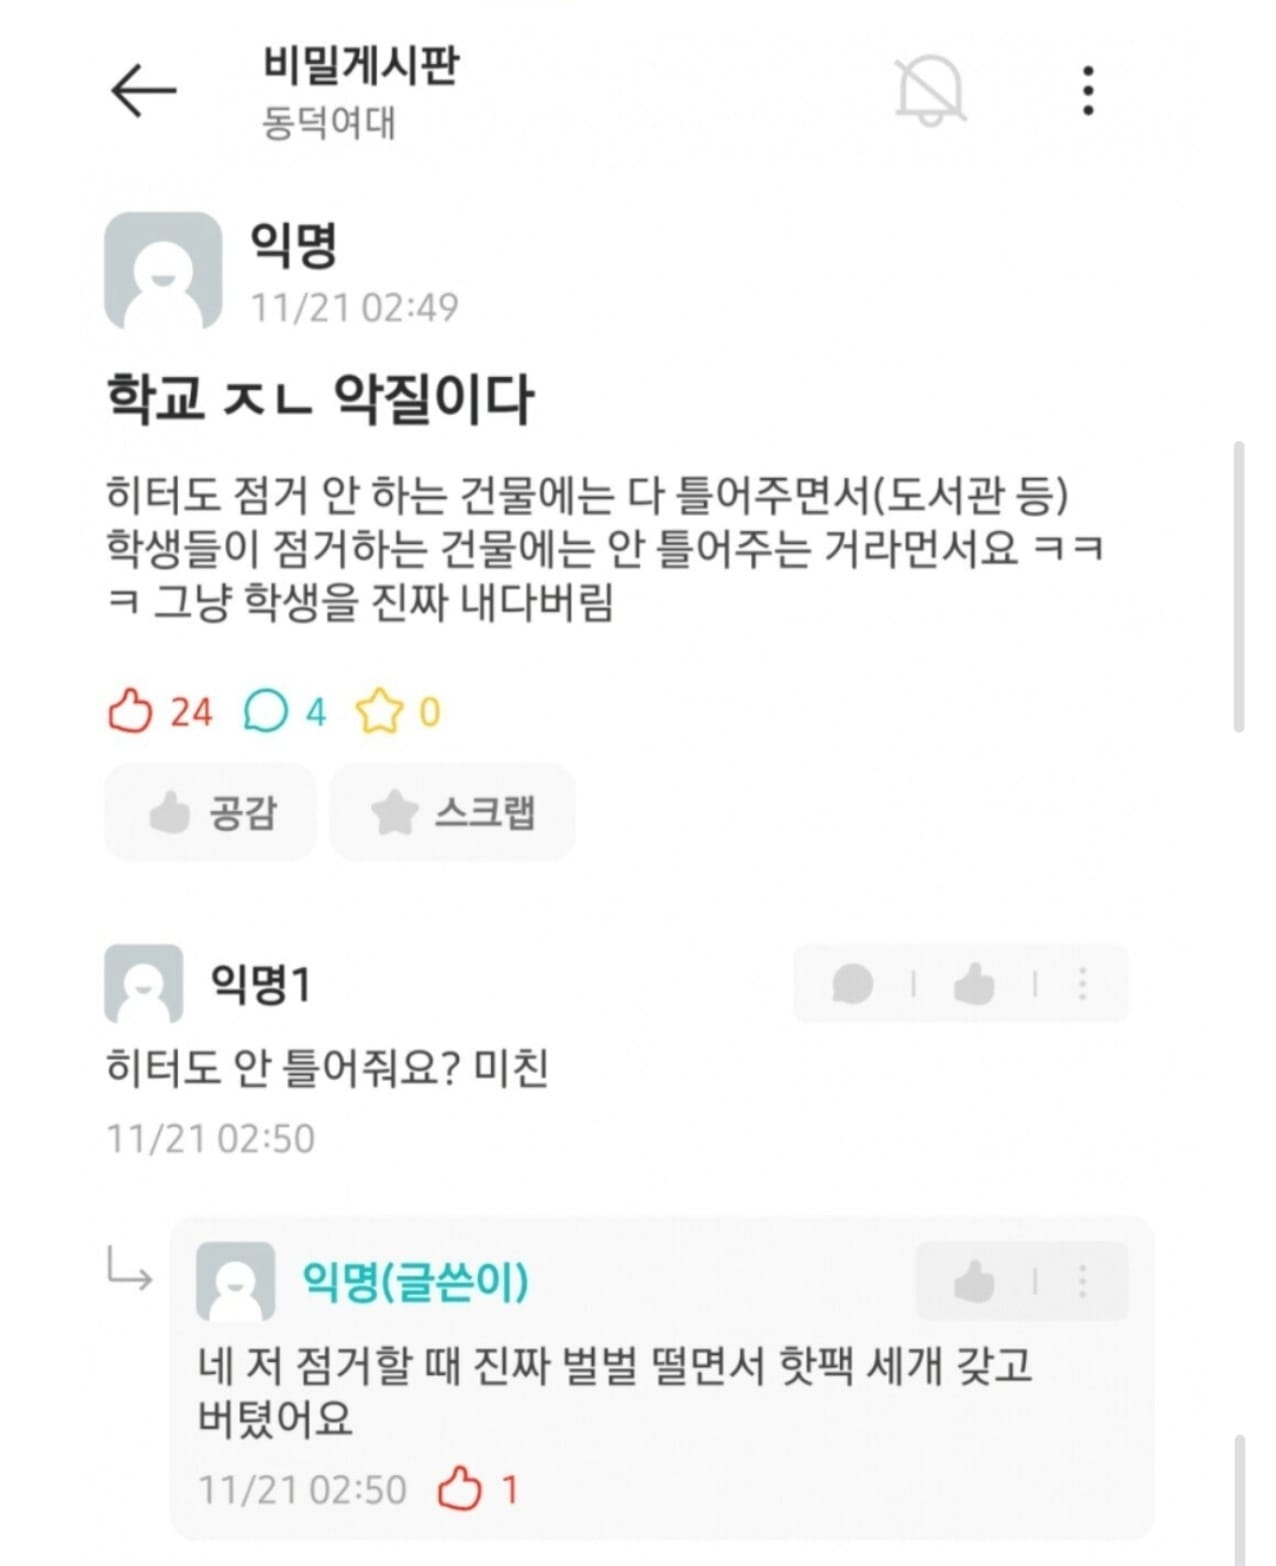 비밀게시판
동덕여대
익명
11/21 02:49
학교 ㅈㄴ 악질이다
히터도 점거 안 하는 건물에는 다 틀어주면서(도서관 등)
학생들이 점거하는 건물에는 안 틀어주는 거라먼서요 ㅋㅋ
ㅋ 그냥 학생을 진짜 내다버림
24 4 0
공감 스크랩
익명1
히터도 안 틀어줘요? 미친
11/21 02:50
익명(글쓴이)
네 저 점거할 때 진짜 벌벌 떨면서 핫팩 세개 갖고
버텼어요
11/21 02:50 1